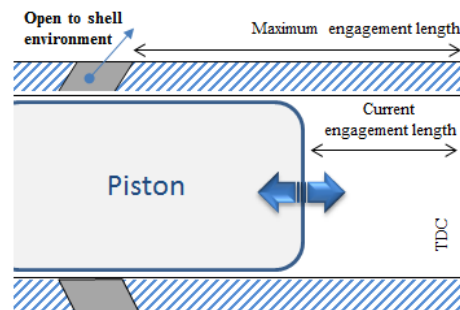 Open to shell
environment
Maximum engagement length
Current
engagement length
Piston
TDC